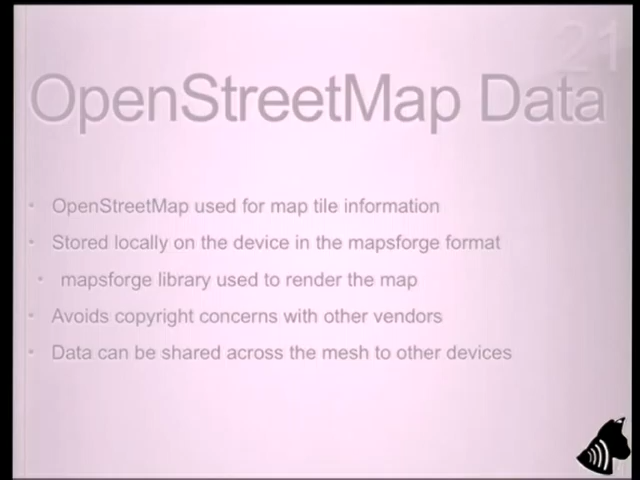 21
OpenStreetMap Data
• OpenStreetMap used for map tile information
• Stored locally on the device in the mapsforge format
• mapsforge library used to render the map
• Avoids copyright concerns with other vendors
• Data can be shared across the mesh to other devices